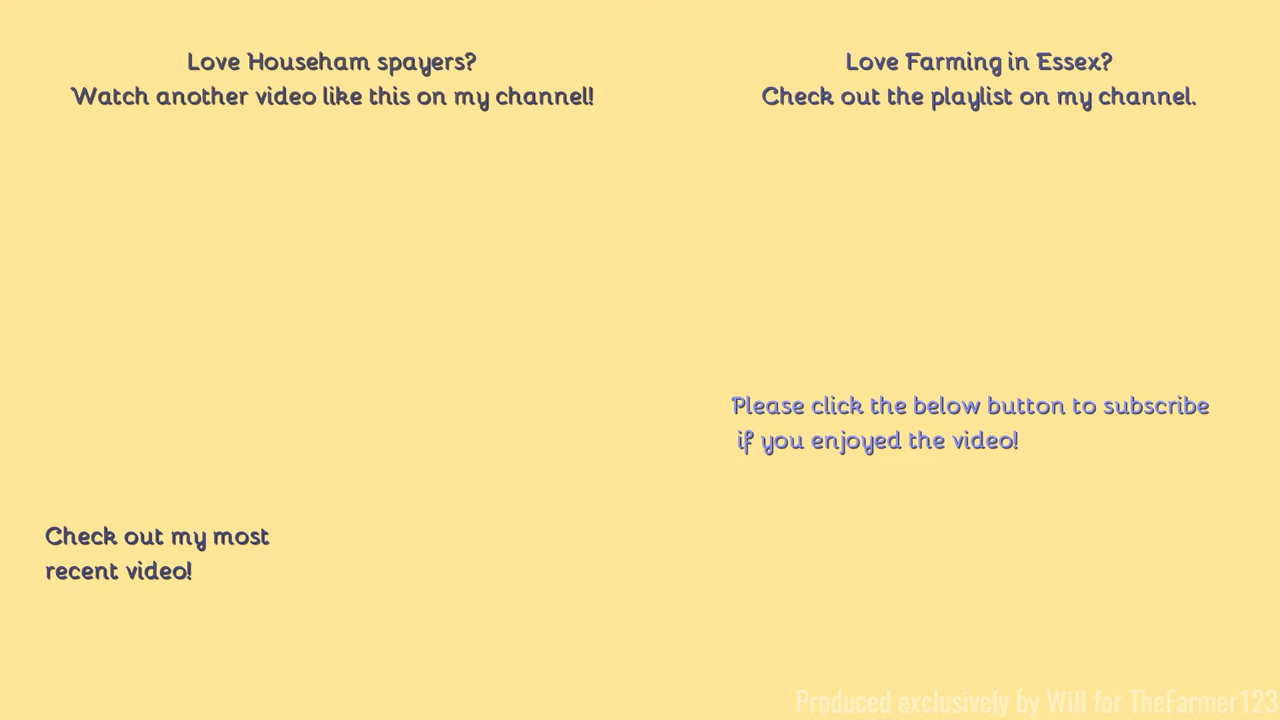 Love Househam spayers?
Watch another video like this on my channel!
Love Farming in Essex?
Check out the playlist on my channel.
Please click the below button to subscribe
if you enjoyed the video!
Check out my most
recent video!
Produced exclusively by Will for TheFarmer123